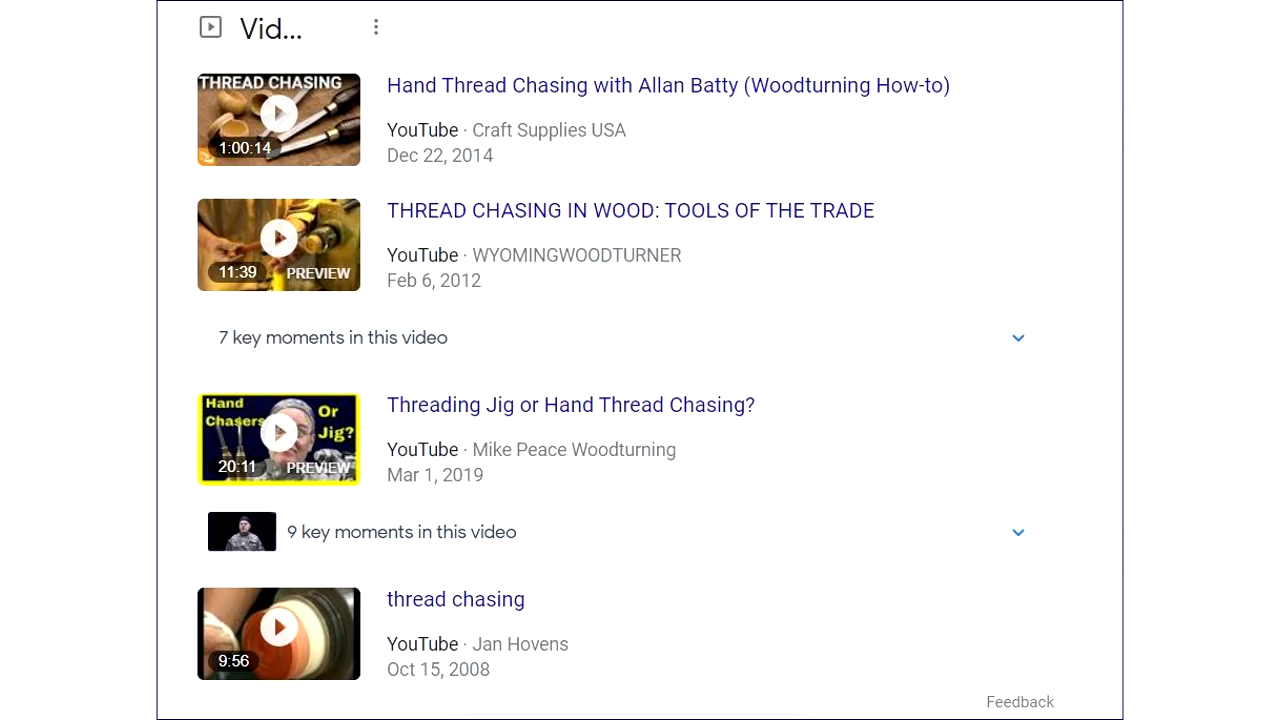 Vid...
THREAD CHASING
1:00:14
Hand Thread Chasing with Allan Batty (Woodturning How-to)
YouTube · Craft Supplies USA
Dec 22, 2014
11:39 PREVIEW
THREAD CHASING IN WOOD: TOOLS OF THE TRADE
YouTube · WYOMINGWOODTURNER
Feb 6, 2012
7 key moments in this video
Hand Or
Chasers Jig?
20:11 PREVIEW
Threading Jig or Hand Thread Chasing?
YouTube · Mike Peace Woodturning
Mar 1, 2019
9 key moments in this video
9:56
thread chasing
YouTube · Jan Hovens
Oct 15, 2008
Feedback